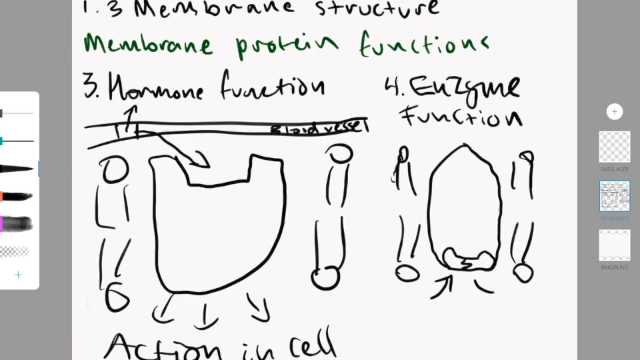 1.3 Membrane structure
Membrane protein functions
3. Hormone function
4. Enzyme
function
Blood vessel
Action in cell